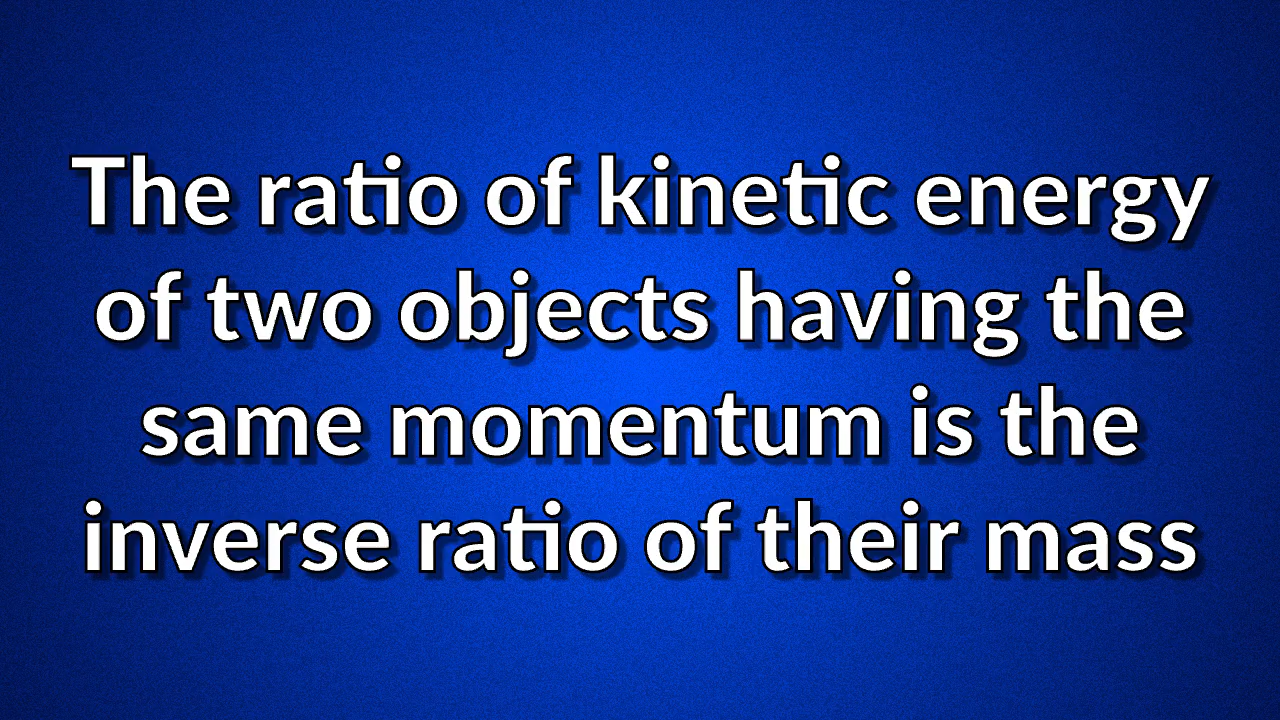 The ratio of kinetic energy
of two objects having the
same momentum is the
inverse ratio of their mass